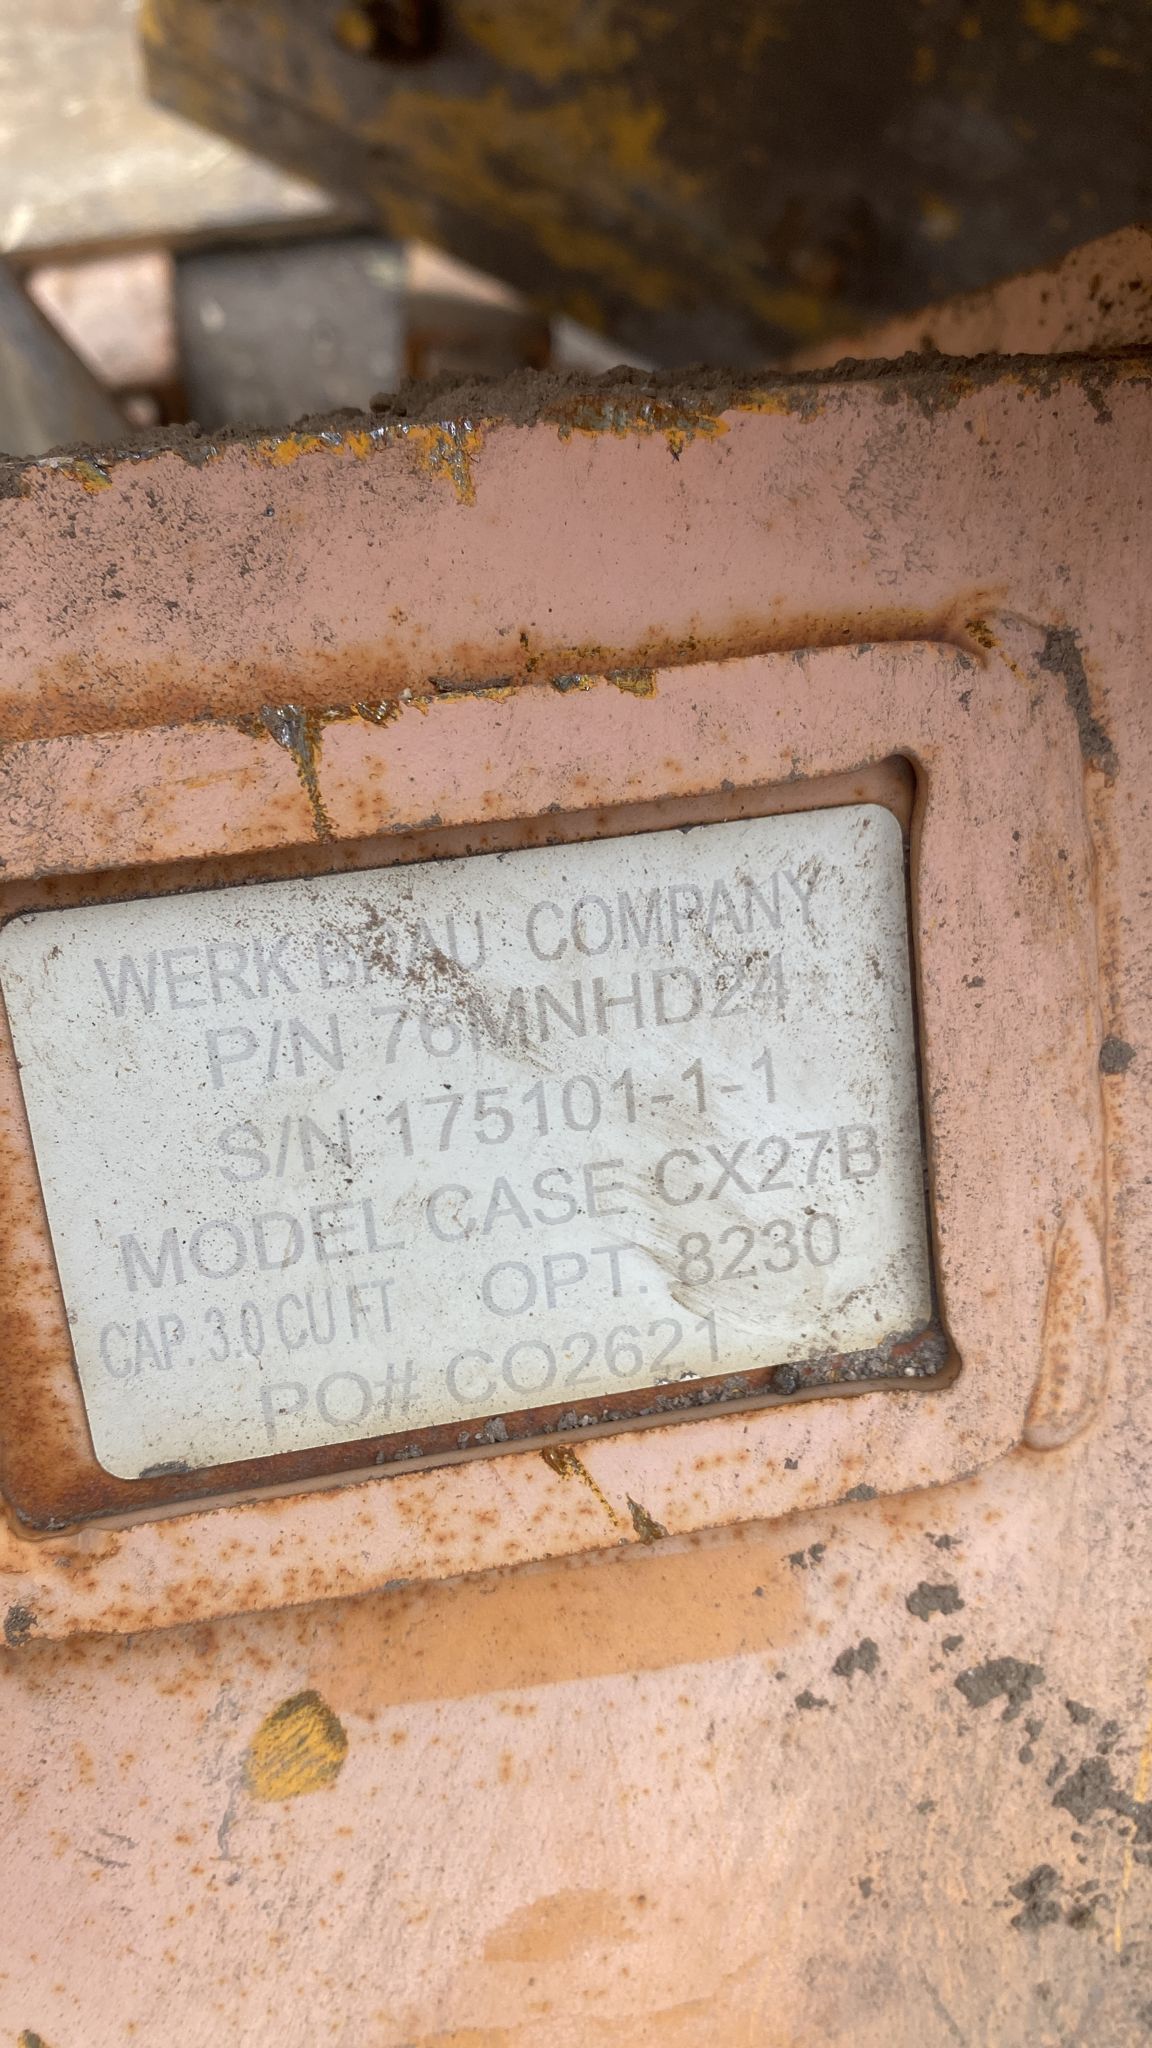 WERK BRAU COMPANY
P/N 76MNHD24
S/N 175101-1-1
MODEL CASE CX27B
CAP. 3.0 CU FT OPT. 8230
PO# CO2621